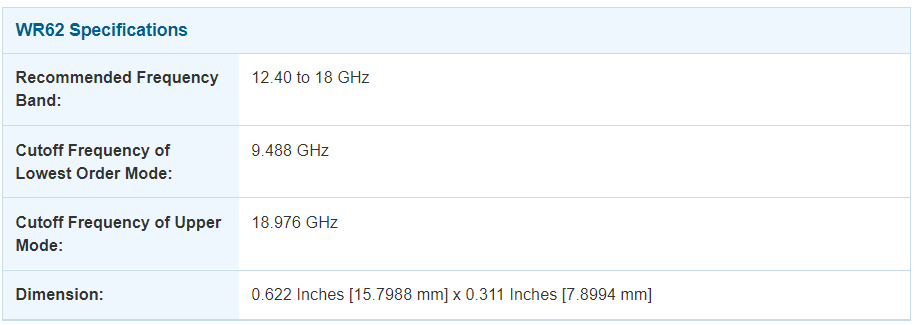 WR62 Specifications
Recommended Frequency
Band:
12.40 to 18 GHz
Cutoff Frequency of
Lowest Order Mode:
9.488 GHz
Cutoff Frequency of Upper
Mode:
18.976 GHz
Dimension:
0.622 Inches [15.7988 mm] x 0.311 Inches [7.8994 mm]